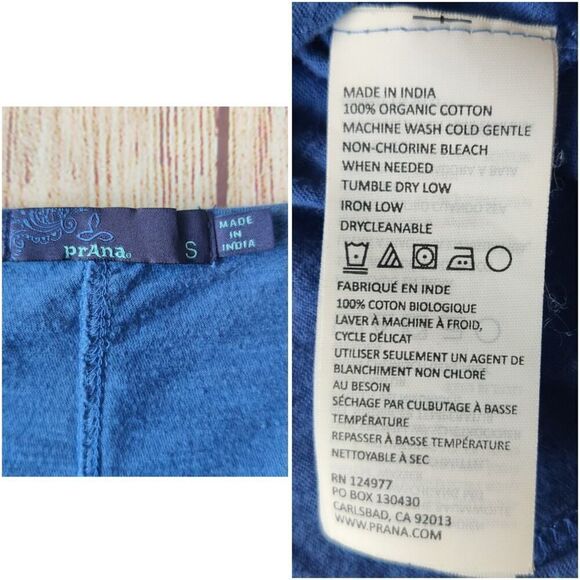 prAna
S
MADE
IN
INDIA
MADE IN INDIA
100% ORGANIC COTTON
MACHINE WASH COLD GENTLE
NON-CHLORINE BLEACH
WHEN NEEDED
TUMBLE DRY LOW
IRON LOW
DRYCLEANABLE
FABRIQUÉ EN INDE
100% COTON BIOLOGIQUE
LAVER À MACHINE À FROID,
CYCLE DÉLICAT
UTILISER SEULEMENT UN AGENT DE
BLANCHIMENT NON CHLORÉ
AU BESOIN
SÉCHAGE PAR CULBUTAGE À BASSE
TEMPÉRATURE
REPASSER À BASSE TEMPÉRATURE
NETTOYABLE À SEC
RN 124977
PO BOX 130430
CARLSBAD, CA 92013
WWW.PRANA.COM